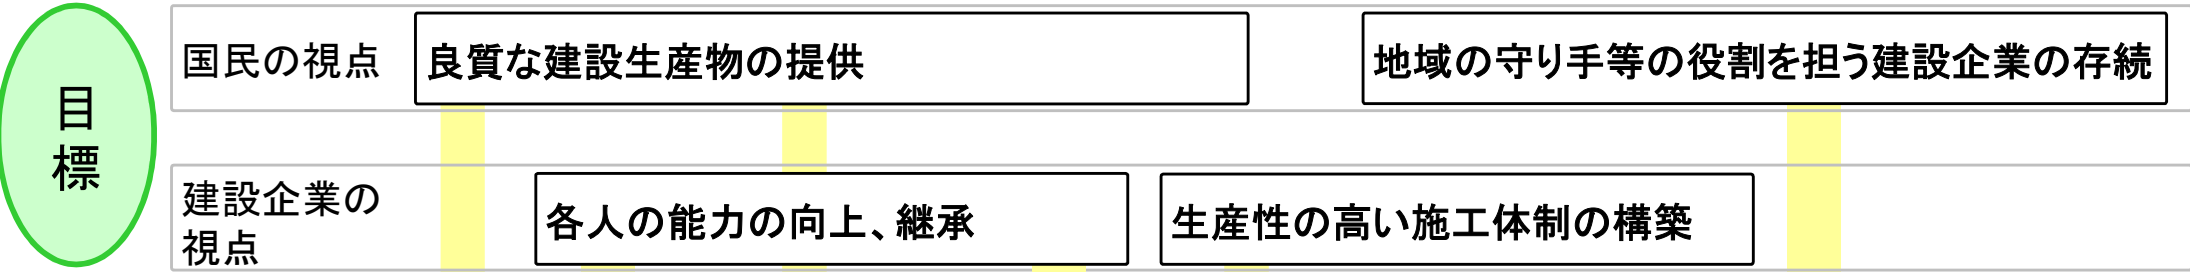 目
標
国民の視点
良質な建設生産物の提供
地域の守り手等の役割を担う建設企業の存続
建設企業の
視点
各人の能力の向上、継承
生産性の高い施工体制の構築